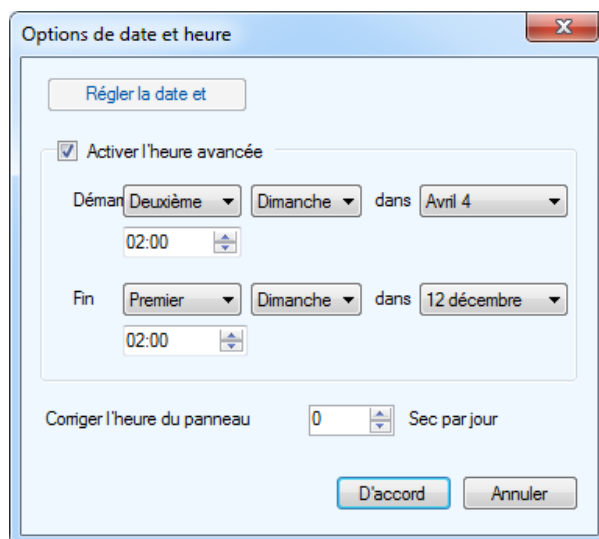 Options de date et heure
Régler la date et
Activer l'heure avancée
Démar Deuxième Dimanche dans Avril 4
02:00
Fin Premier Dimanche dans 12 décembre
02:00
Corriger l'heure du panneau 0 Sec par jour
D'accord Annuler